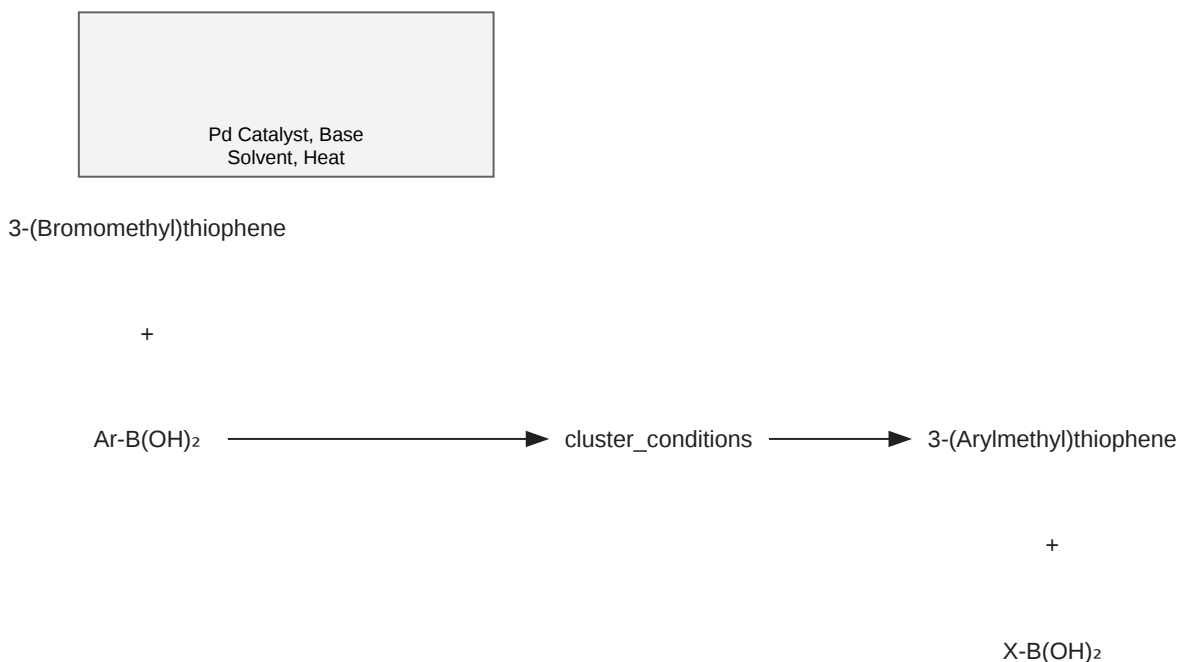 Pd Catalyst, Base
Solvent, Heat
3-(Bromomethyl)thiophene
+
Ar-B(OH)₂
cluster_conditions
3-(Arylmethyl)thiophene
+
X-B(OH)₂